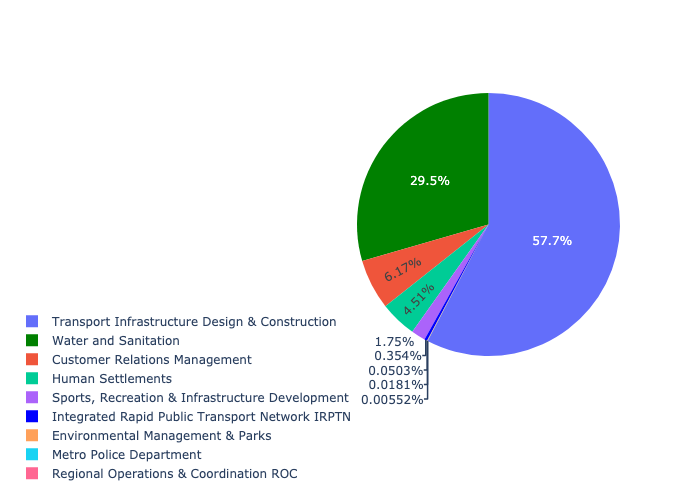 29.5%
57.7%
6.17%
4.51%
1.75%
0.354%
0.0503%
0.0181%
0.00552%
Transport Infrastructure Design & Construction
Water and Sanitation
Customer Relations Management
Human Settlements
Sports, Recreation & Infrastructure Development
Integrated Rapid Public Transport Network IRPTN
Environmental Management & Parks
Metro Police Department
Regional Operations & Coordination ROC